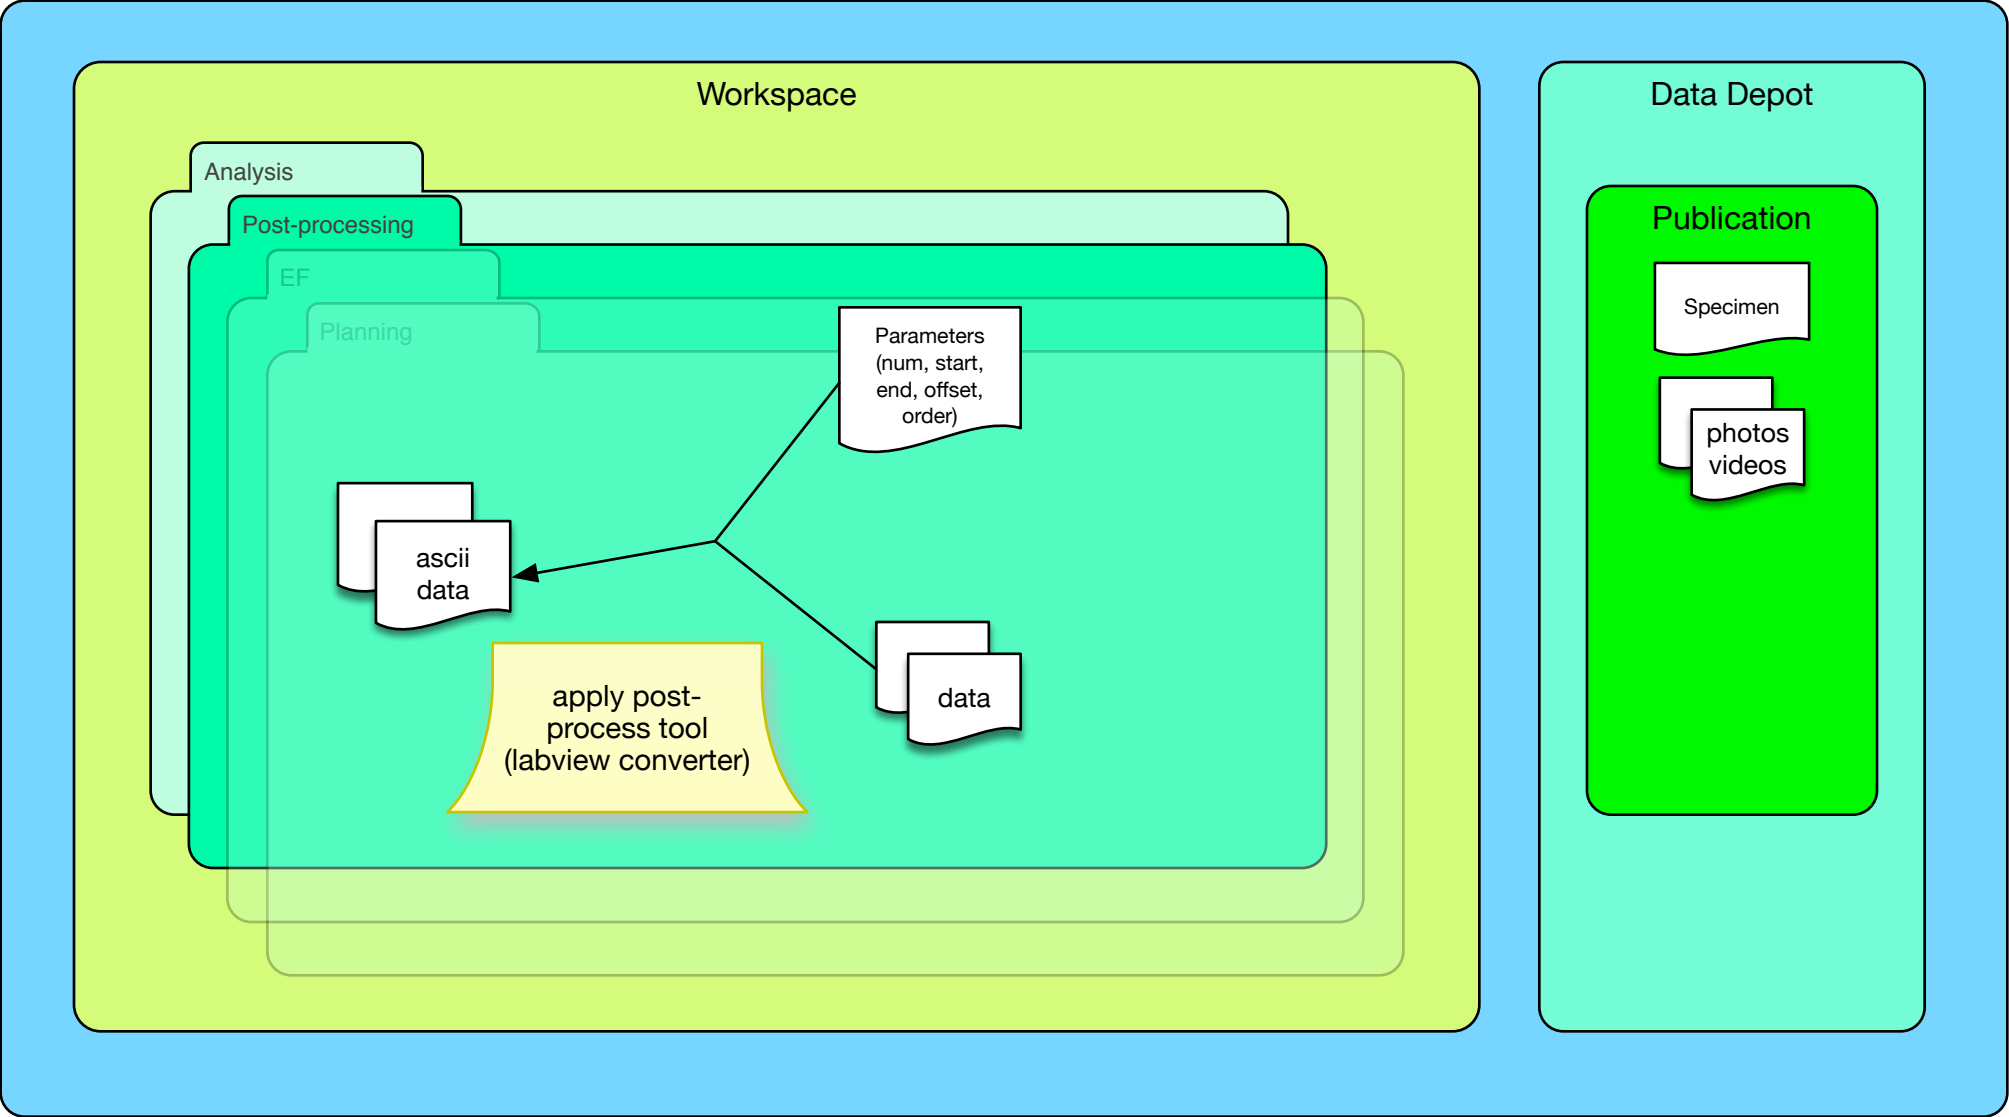 Workspace
Analysis
Post-processing
EF
Planning
Parameters
(num, start,
end, offset,
order)
ascii
data
data
apply post-
process tool
(labview converter)
Data Depot
Publication
Specimen
photos
videos